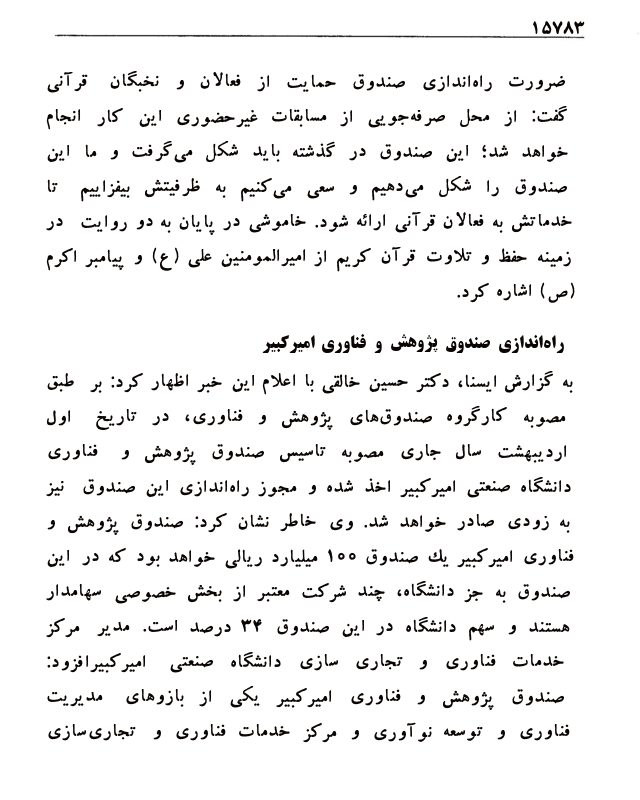 ۱۵۷۸۳
ضرورت راه‌اندازی صندوق حمایت از فعالان و نخبگان قرآنی
گفت: از محل صرفه‌جویی از مسابقات غیرحضوری این کار انجام
خواهد شد؛ این صندوق در گذشته باید شکل می‌گرفت و ما این
صندوق را شکل می‌دهیم و سعی می‌کنیم به ظرفیتش بیفزاییم تا
خدماتش به فعالان قرآنی ارائه شود. خاموشی در پایان به دو روایت در
زمینه حفظ و تلاوت قرآن کریم از امیرالمومنین علی (ع) و پیامبر اکرم
(ص) اشاره کرد.
راه‌اندازی صندوق پژوهش و فناوری امیرکبیر
به گزارش ایسنا، دکتر حسین خالقی با اعلام این خبر اظهار کرد: بر طبق
مصوبه کارگروه صندوق‌های پژوهش و فناوری، در تاریخ اول
اردیبهشت سال جاری مصوبه تاسیس صندوق پژوهش و فناوری
دانشگاه صنعتی امیرکبیر اخذ شده و مجوز راه‌اندازی این صندوق نیز
به زودی صادر خواهد شد. وی خاطر نشان کرد: صندوق پژوهش و
فناوری امیرکبیر یك صندوق ۱۰۰ میلیارد ریالی خواهد بود که در این
صندوق به جز دانشگاه، چند شرکت معتبر از بخش خصوصی سهامدار
هستند و سهم دانشگاه در این صندوق ۳۴ درصد است. مدیر مرکز
خدمات فناوری و تجاری سازی دانشگاه صنعتی امیرکبیرافزود:
صندوق پژوهش و فناوری امیرکبیر یکی از بازوهای مدیریت
فناوری و توسعه نوآوری و مرکز خدمات فناوری و تجاری‌سازی